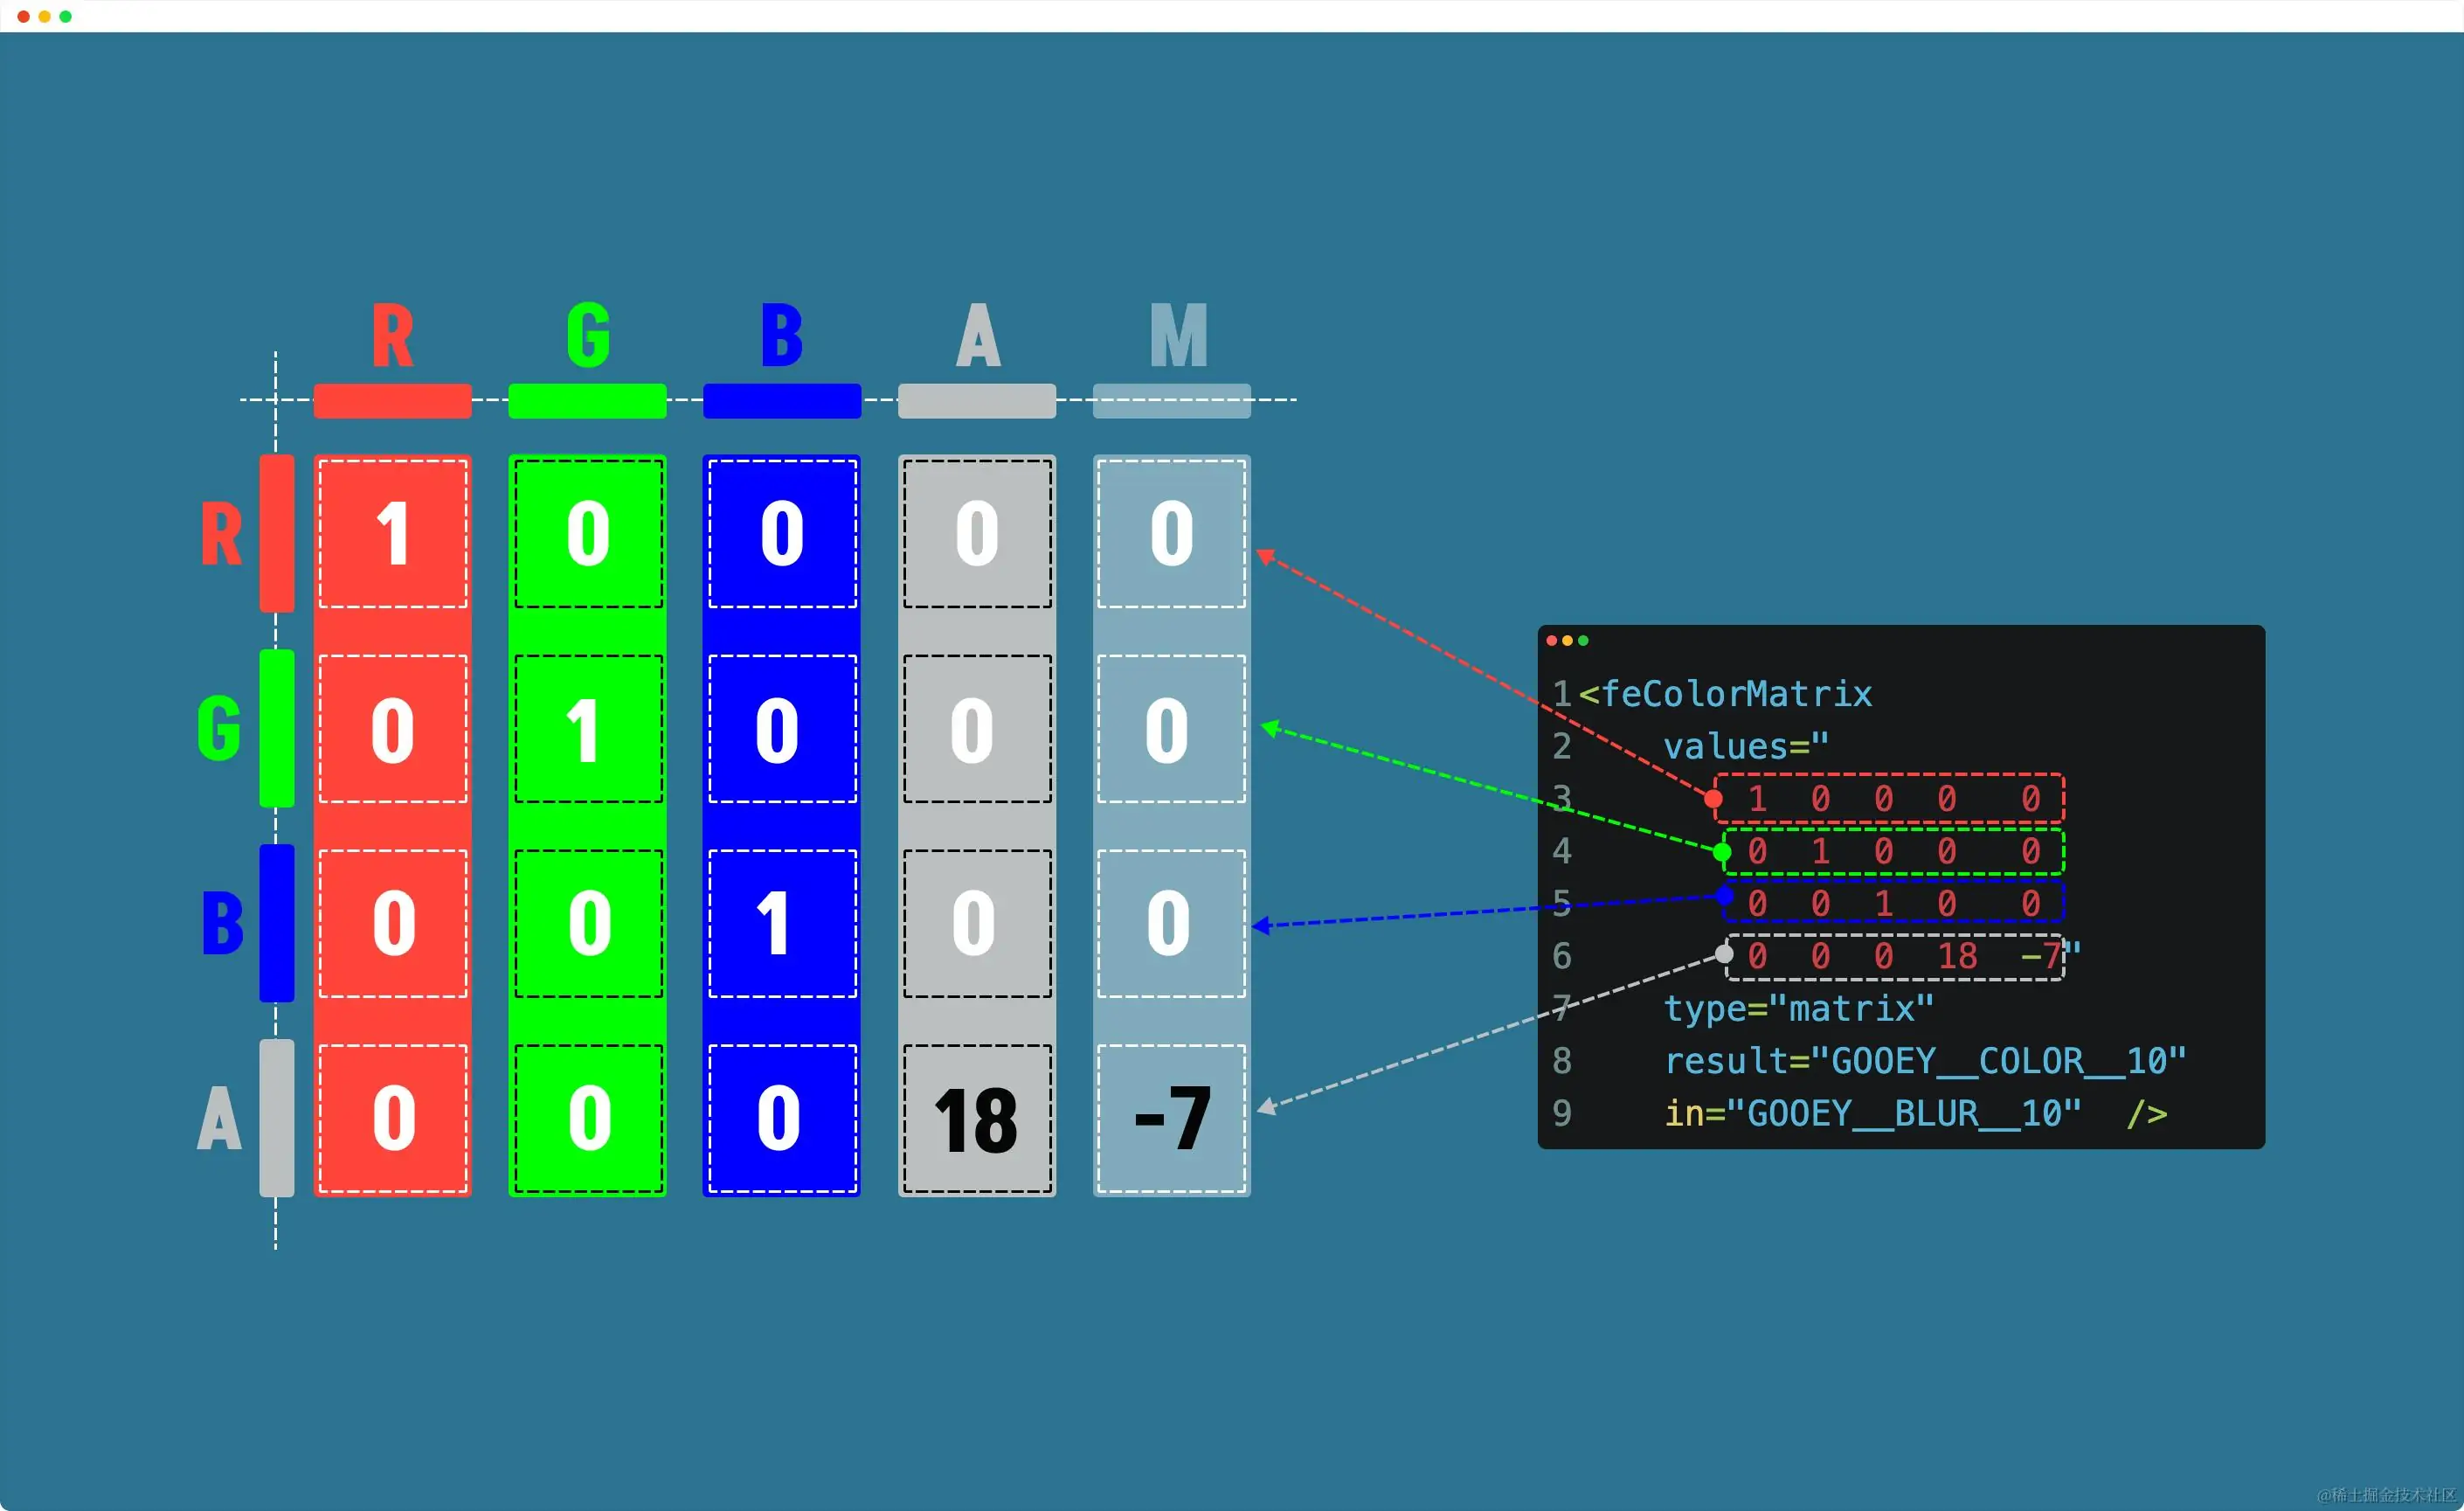 R G B A M
R 1 0 0 0 0
G 0 1 0 0 0
B 0 0 1 0 0
A 0 0 0 18 -7
1 <feColorMatrix
2 values="
3 1 0 0 0 0
4 0 1 0 0 0
5 0 0 1 0 0
6 0 0 0 18 -7"
7 type="matrix"
8 result="GOOEY__COLOR__10"
9 in="GOOEY__BLUR__10" />
@稀土掘金技术社区